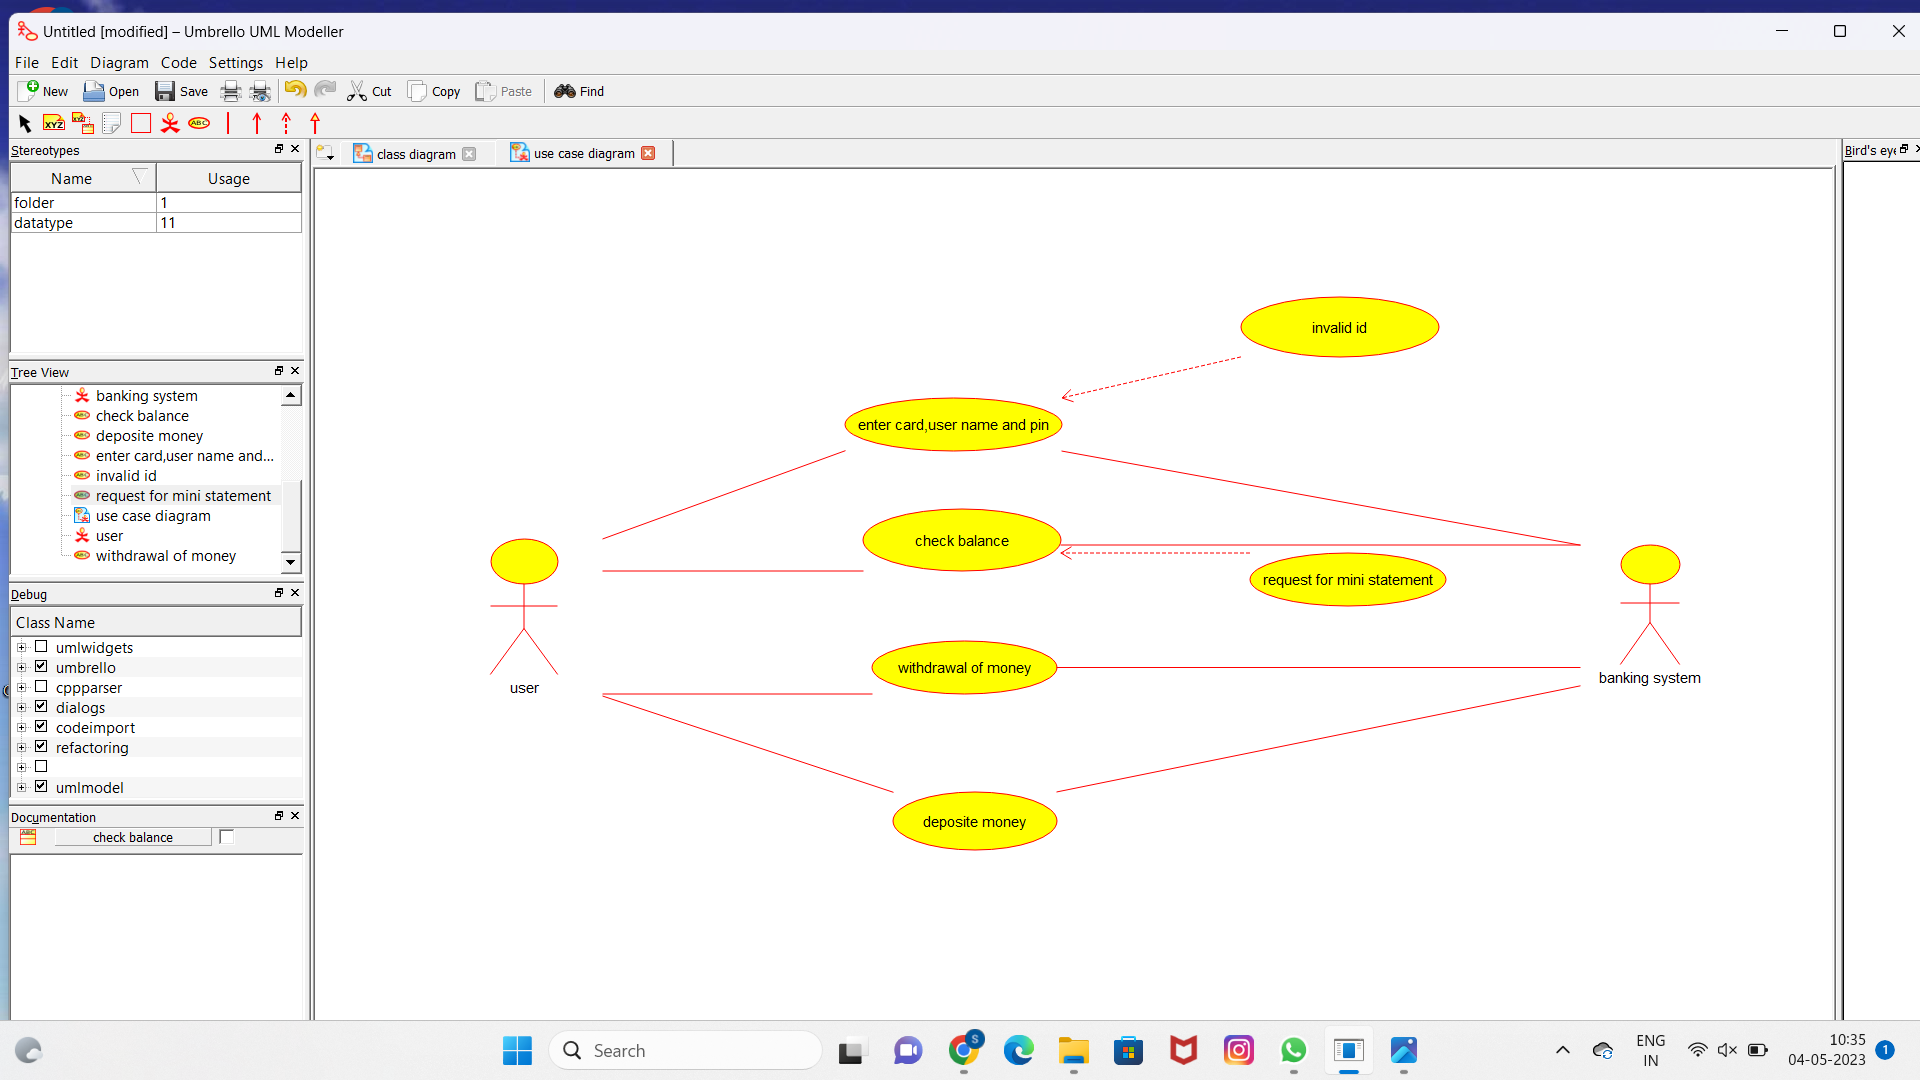 Untitled [modified] – Umbrello UML Modeller
File Edit Diagram Code Settings Help
New Open Save Cut Copy Paste Find
XYZ XYZ ABC
Stereotypes
Name Usage
folder 1
datatype 11
Tree View
banking system
check balance
deposite money
enter card,user name and...
invalid id
request for mini statement
use case diagram
user
withdrawal of money
Debug
Class Name
umlwidgets
umbrello
cppparser
dialogs
codeimport
refactoring
umlmodel
Documentation
check balance
class diagram use case diagram
Bird's eye
invalid id
enter card,user name and pin
check balance
request for mini statement
withdrawal of money
deposite money
user
banking system
Search
S
ENG
IN
10:35
04-05-2023
1